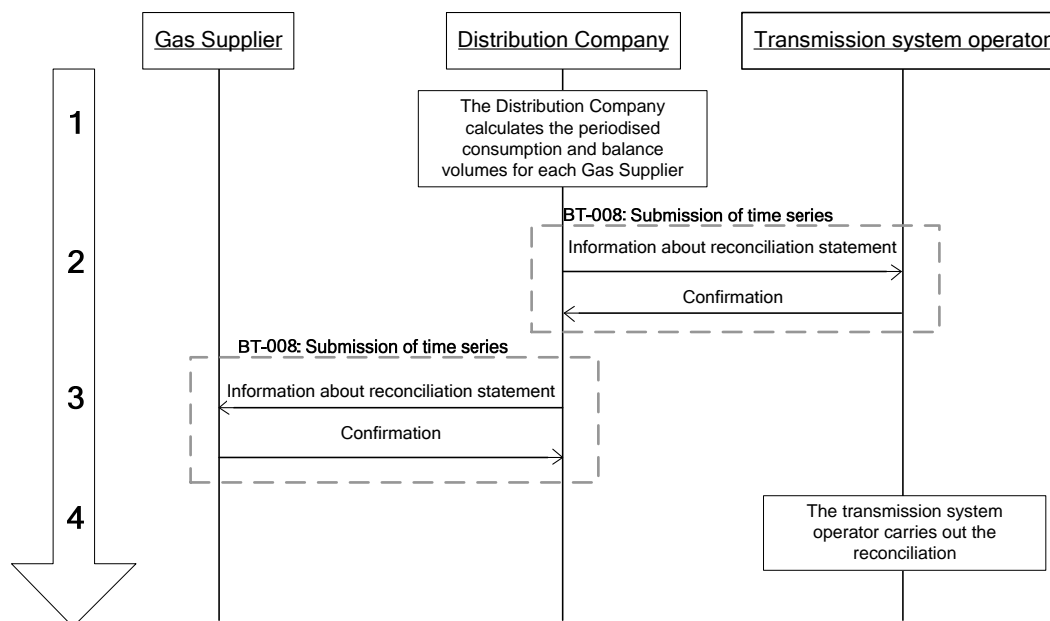 Gas Supplier
Distribution Company
Transmission system operator
1
The Distribution Company
calculates the periodised
consumption and balance
volumes for each Gas Supplier
BT-008: Submission of time series
2
Information about reconciliation statement
Confirmation
BT-008: Submission of time series
3
Information about reconciliation statement
Confirmation
4
The transmission system
operator carries out the
reconciliation